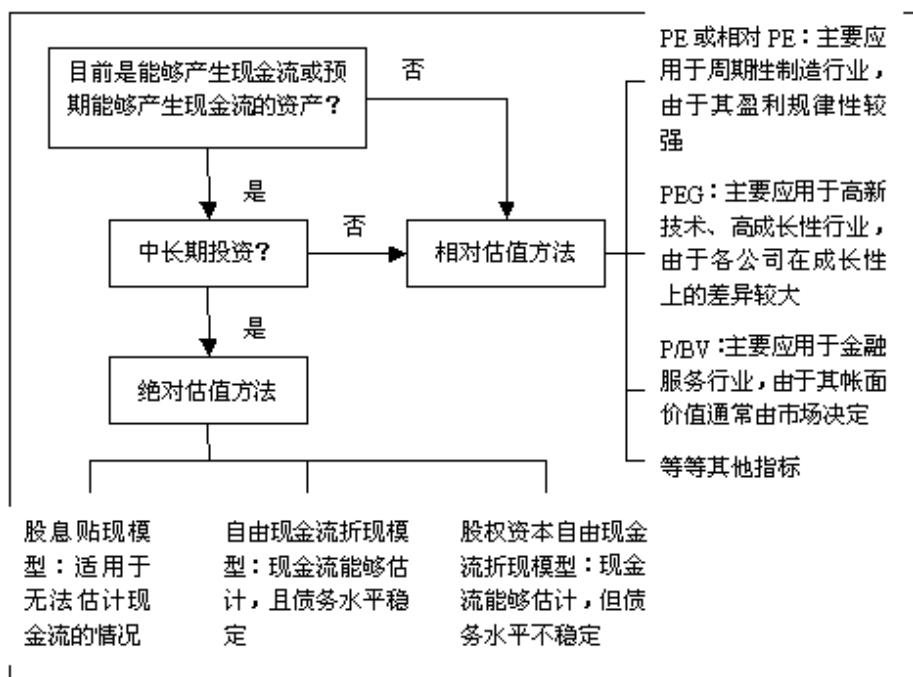 目前是能够产生现金流或预
期能够产生现金流的资产？
否
是
中长期投资？
否
相对估值方法
是
绝对估值方法
PE 或相对 PE：主要应
用于周期性制造行业，
由于其盈利规律性较
强
PEG：主要应用于高新
技术、高成长性行业，
由于各公司在成长性
上的差异较大
P/BV：主要应用于金融
服务行业，由于其帐面
价值通常由市场决定
等等其他指标
股息贴现模
型：适用于
无法估计现
金流的情况
自由现金流折现模
型：现金流能够估
计，且债务水平稳
定
股权资本自由现金
流折现模型：现金
流能够估计，但债
务水平不稳定